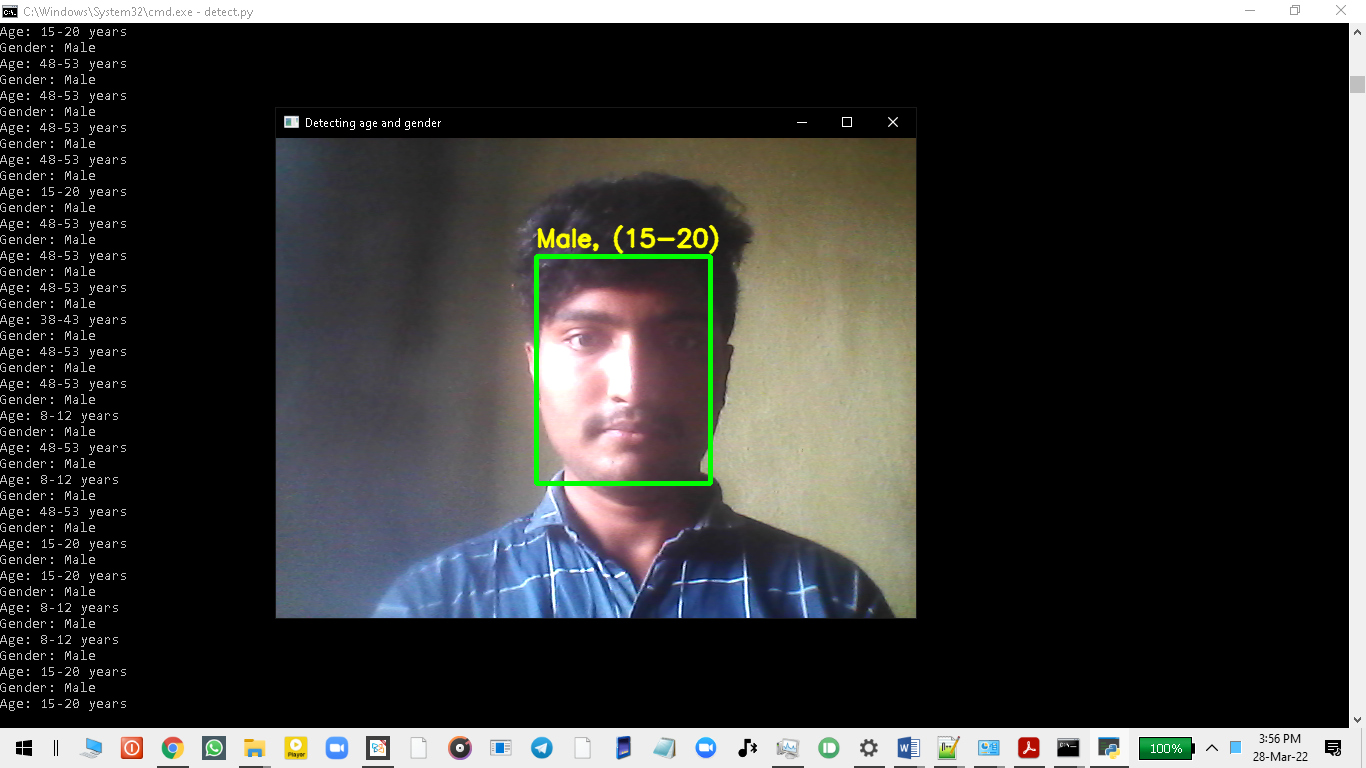 C:\Windows\System32\cmd.exe - detect.py
Age: 15-20 years
Gender: Male
Age: 48-53 years
Gender: Male
Age: 48-53 years
Gender: Male
Age: 48-53 years
Gender: Male
Age: 48-53 years
Gender: Male
Age: 15-20 years
Gender: Male
Age: 48-53 years
Gender: Male
Age: 48-53 years
Gender: Male
Age: 48-53 years
Gender: Male
Age: 38-43 years
Gender: Male
Age: 48-53 years
Gender: Male
Age: 48-53 years
Gender: Male
Age: 8-12 years
Gender: Male
Age: 48-53 years
Gender: Male
Age: 8-12 years
Gender: Male
Age: 48-53 years
Gender: Male
Age: 15-20 years
Gender: Male
Age: 15-20 years
Gender: Male
Age: 8-12 years
Gender: Male
Age: 8-12 years
Gender: Male
Age: 15-20 years
Gender: Male
Age: 15-20 years
Detecting age and gender
Male, (15-20)
Player
100%
3:56 PM
28-Mar-22